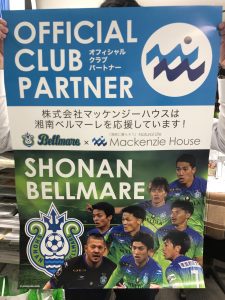 OFFICIAL
CLUB
PARTNER
オフィシャル
クラブ
パートナー
株式会社マッケンジーハウスは
湘南ベルマーレを応援しています！
Bellmare × Mackenzie House
SHONAN
BELLMARE